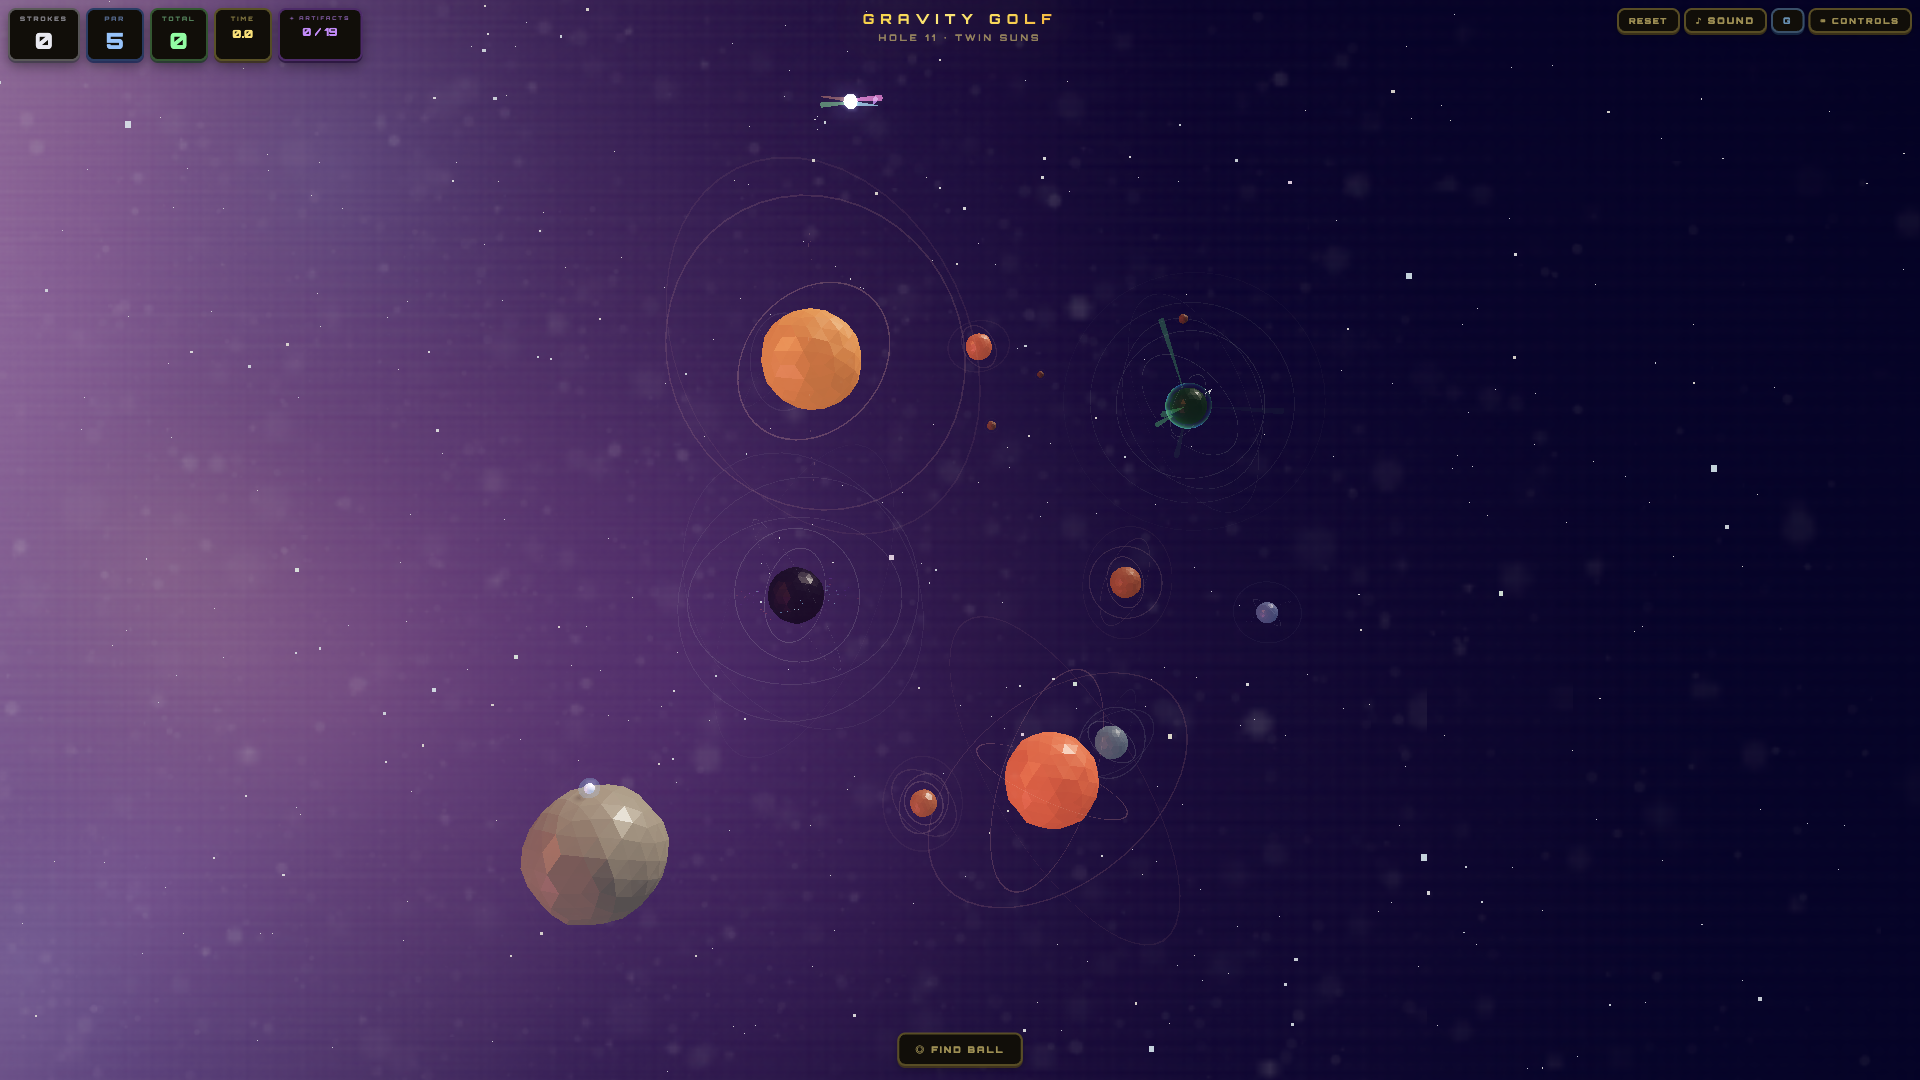 STROKES
0
PAR
5
TOTAL
0
TIME
0.0
ARTIFACTS
0 / 19
GRAVITY GOLF
HOLE 11 · TWIN SUNS
RESET
♪ SOUND
G
CONTROLS
FIND BALL